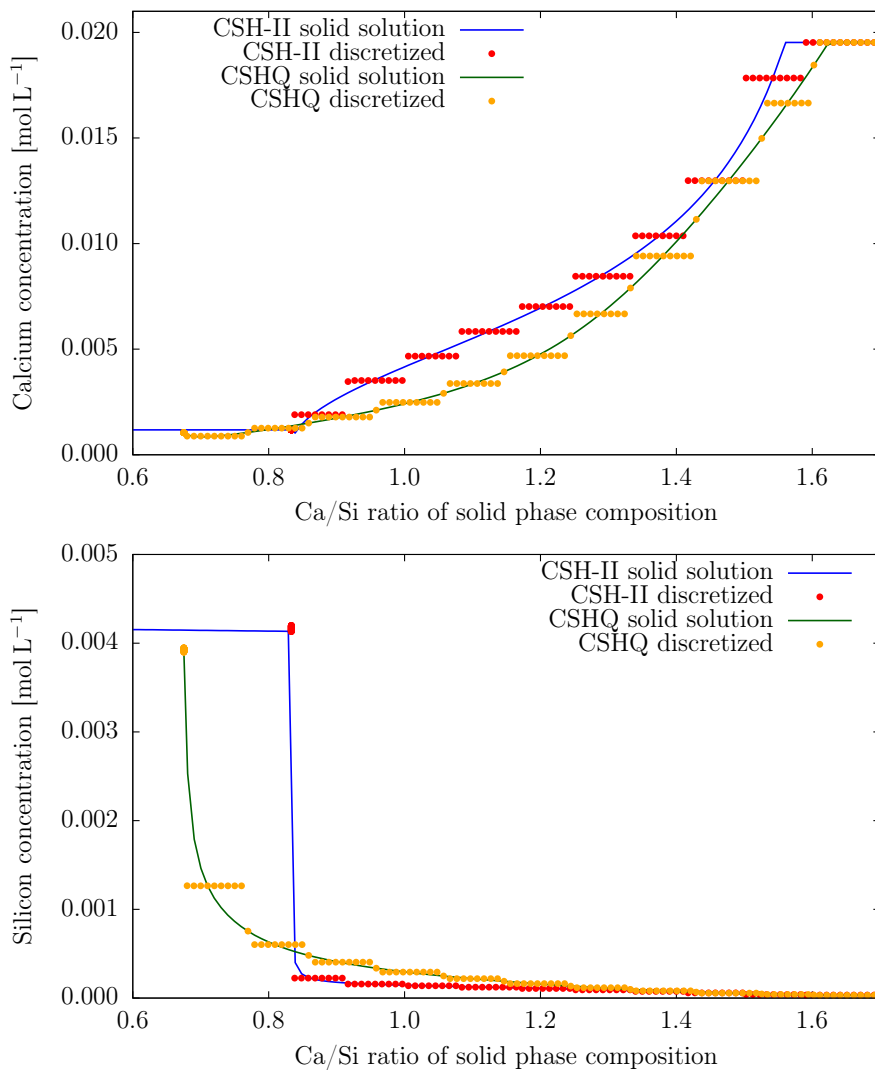 CSH-II solid solution
CSH-II discretized
CSHQ solid solution
CSHQ discretized
Calcium concentration [mol L⁻¹]
0.020
0.015
0.010
0.005
0.000
0.6 0.8 1.0 1.2 1.4 1.6
Ca/Si ratio of solid phase composition
CSH-II solid solution
CSH-II discretized
CSHQ solid solution
CSHQ discretized
Silicon concentration [mol L⁻¹]
0.005
0.004
0.003
0.002
0.001
0.000
0.6 0.8 1.0 1.2 1.4 1.6
Ca/Si ratio of solid phase composition